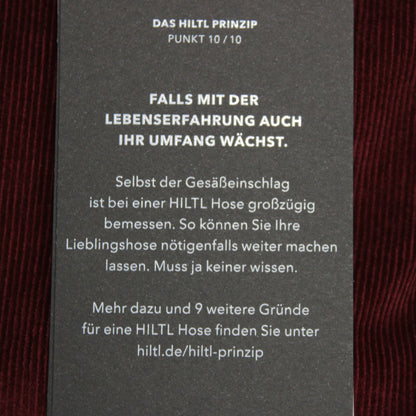 DAS HILTL PRINZIP
PUNKT 10 / 10
FALLS MIT DER
LEBENSERFAHRUNG AUCH
IHR UMFANG WÄCHST.
Selbst der Gesäßeinschlag
ist bei einer HILTL Hose großzügig
bemessen. So können Sie Ihre
Lieblingshose nötigenfalls weiter machen
lassen. Muss ja keiner wissen.
Mehr dazu und 9 weitere Gründe
für eine HILTL Hose finden Sie unter
hiltl.de/hiltl-prinzip